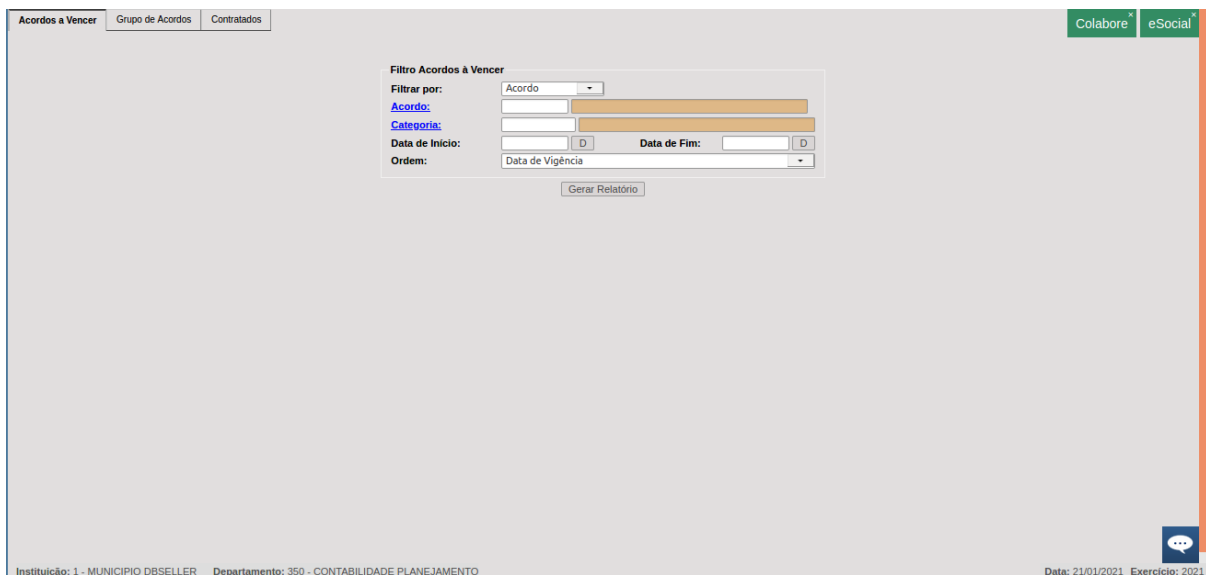 Acordos a Vencer Grupo de Acordos Contratados
Colabore × eSocial ×
Filtro Acordos à Vencer
Filtrar por: Acordo
Acordo:
Categoria:
Data de Início: D Data de Fim: D
Ordem: Data de Vigência
Gerar Relatório
Instituição: 1 - MUNICIPIO DBSELLER Departamento: 350 - CONTABILIDADE PLANEJAMENTO Data: 21/01/2021 Exercício: 2021